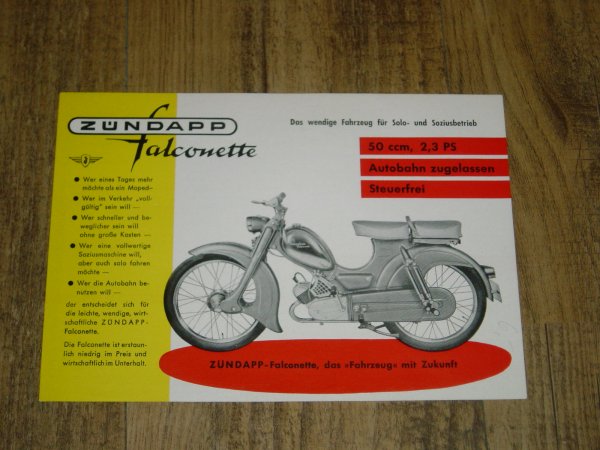 ZÜNDAPP
Falconette
Das wendige Fahrzeug für Solo- und Soziusbetrieb
50 ccm, 2,3 PS
Autobahn zugelassen
Steuerfrei
● Wer eines Tages mehr
möchte als ein Moped—
● Wer im Verkehr „voll-
gültig" sein will —
● Wer schneller und be-
weglicher sein will
ohne große Kosten —
● Wer eine vollwertige
Soziusmaschine will,
aber auch solo fahren
möchte —
● Wer die Autobahn be-
nutzen will —
der entscheidet sich für
die leichte, wendige, wirt-
schaftliche ZÜNDAPP-
Falconette.
Die Falconette ist erstaun-
lich niedrig im Preis und
wirtschaftlich im Unterhalt.
ZÜNDAPP-Falconette, das »Fahrzeug« mit Zukunft